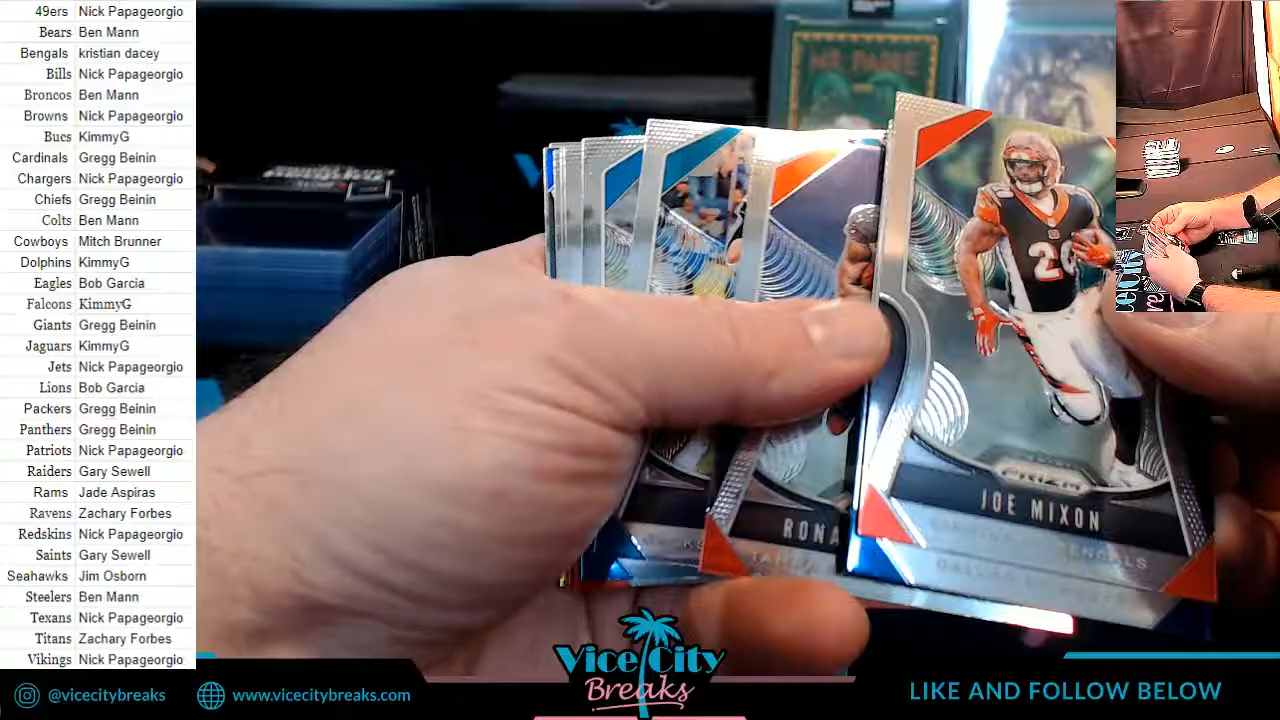 49ers Nick Papageorgio
Bears Ben Mann
Bengals kristian dacey
Bills Nick Papageorgio
Broncos Ben Mann
Browns Nick Papageorgio
Bucs KimmyG
Cardinals Gregg Beinin
Chargers Nick Papageorgio
Chiefs Gregg Beinin
Colts Ben Mann
Cowboys Mitch Brunner
Dolphins KimmyG
Eagles Bob Garcia
Falcons KimmyG
Giants Gregg Beinin
Jaguars KimmyG
Jets Nick Papageorgio
Lions Bob Garcia
Packers Gregg Beinin
Panthers Gregg Beinin
Patriots Nick Papageorgio
Raiders Gary Sewell
Rams Jade Aspiras
Ravens Zachary Forbes
Redskins Nick Papageorgio
Saints Gary Sewell
Seahawks Jim Osborn
Steelers Ben Mann
Texans Nick Papageorgio
Titans Zachary Forbes
Vikings Nick Papageorgio
20
PRIZM
JOE MIXON
RONA
Vice City
Breaks
@vicecitybreaks
www.vicecitybreaks.com
LIKE AND FOLLOW BELOW